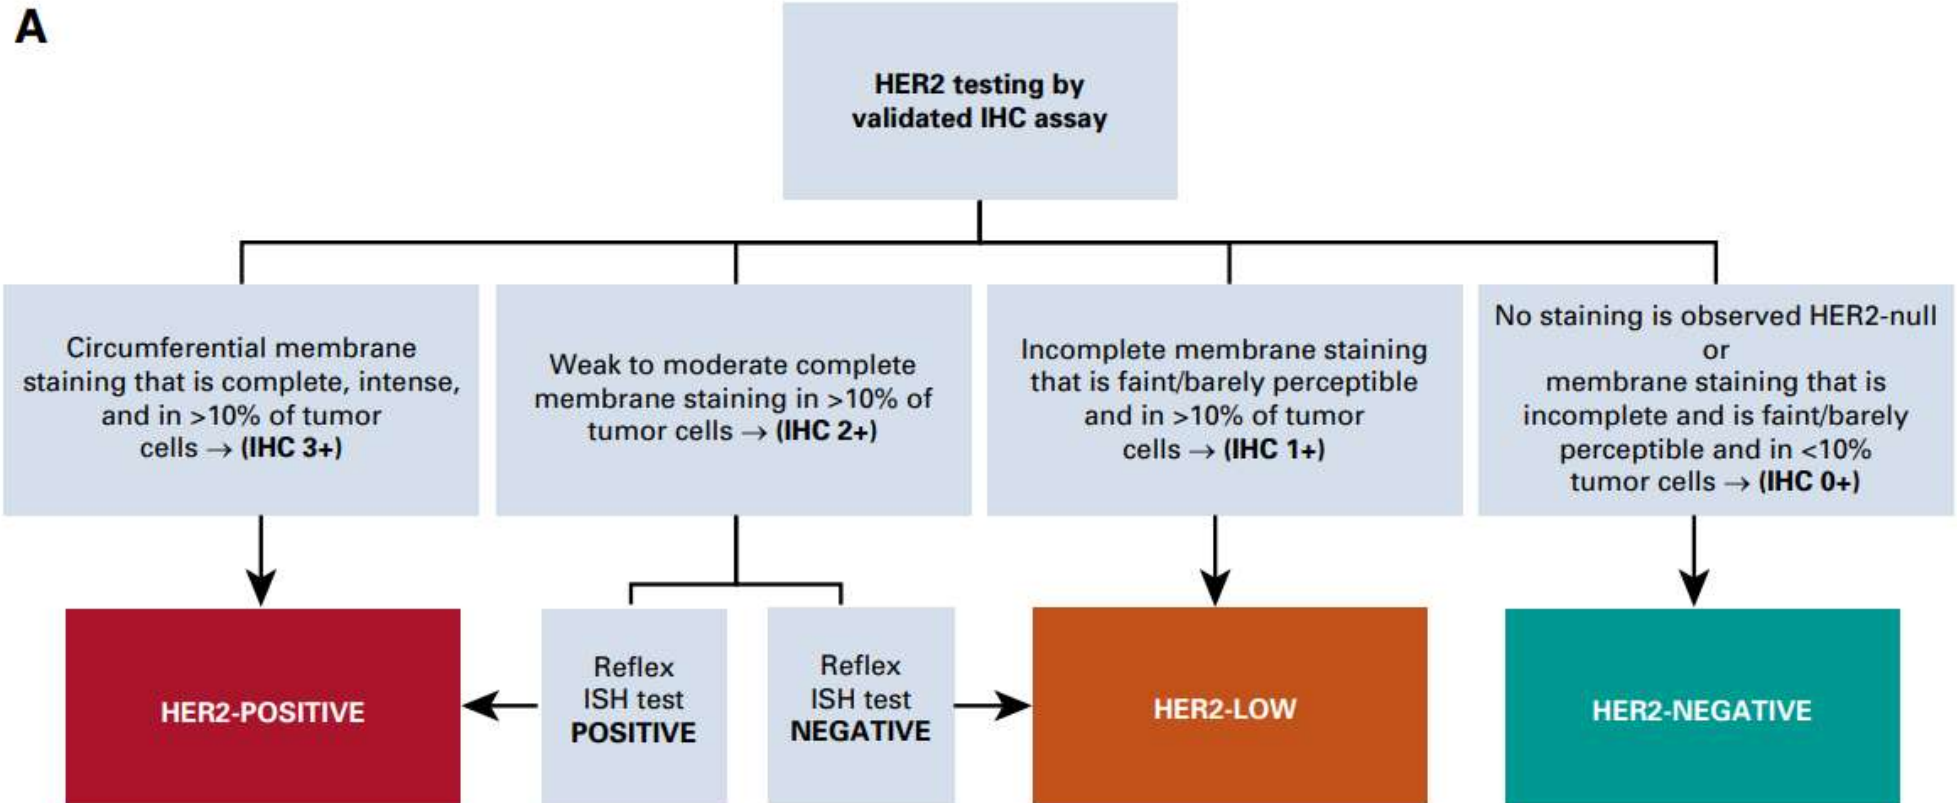 A
HER2 testing by
validated IHC assay
Circumferential membrane
staining that is complete, intense,
and in >10% of tumor
cells → (IHC 3+)
Weak to moderate complete
membrane staining in >10% of
tumor cells → (IHC 2+)
Incomplete membrane staining
that is faint/barely perceptible
and in >10% of tumor
cells → (IHC 1+)
No staining is observed HER2-null
or
membrane staining that is
incomplete and is faint/barely
perceptible and in <10%
tumor cells → (IHC 0+)
HER2-POSITIVE
Reflex
ISH test
POSITIVE
Reflex
ISH test
NEGATIVE
HER2-LOW
HER2-NEGATIVE